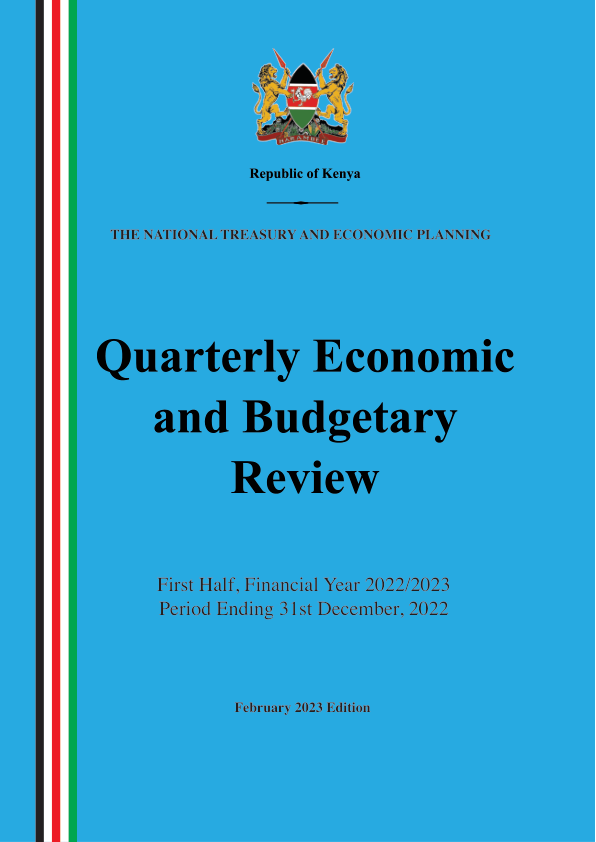 HARAMBEE
Republic of Kenya
THE NATIONAL TREASURY AND ECONOMIC PLANNING
Quarterly Economic
and Budgetary
Review
First Half, Financial Year 2022/2023
Period Ending 31st December, 2022
February 2023 Edition